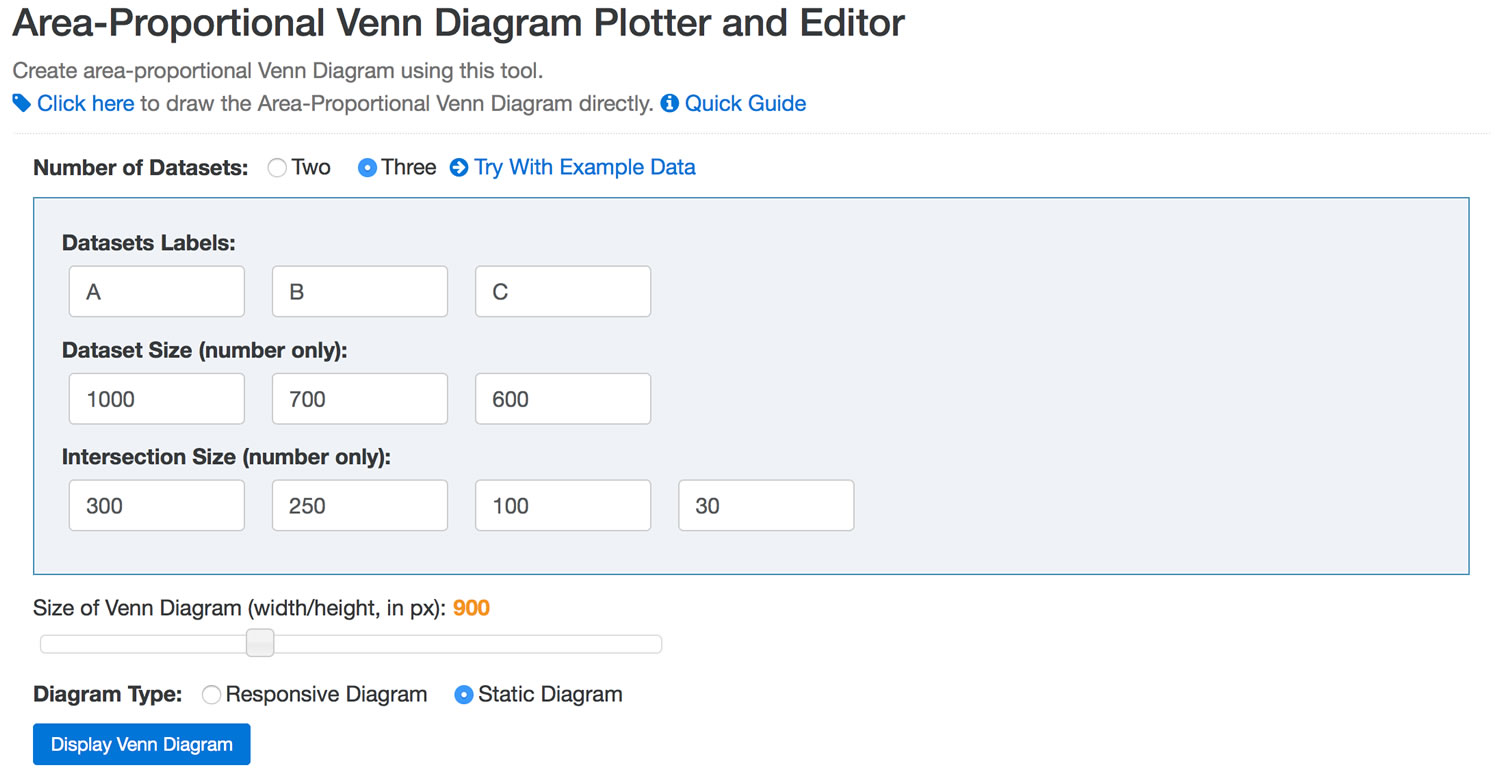 Area-Proportional Venn Diagram Plotter and Editor
Create area-proportional Venn Diagram using this tool.
Click here to draw the Area-Proportional Venn Diagram directly. Quick Guide
Number of Datasets: Two Three Try With Example Data
Datasets Labels:
A B C
Dataset Size (number only):
1000 700 600
Intersection Size (number only):
300 250 100 30
Size of Venn Diagram (width/height, in px): 900
Diagram Type: Responsive Diagram Static Diagram
Display Venn Diagram